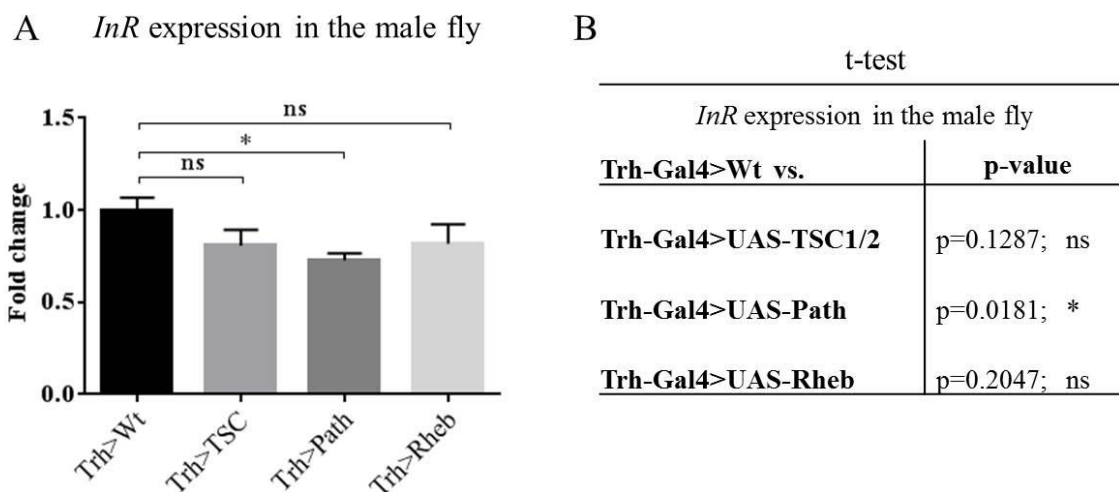 A
InR expression in the male fly
Fold change
1.5
1.0
0.5
0.0
ns
*
ns
Trh>Wt
Trh>TSC
Trh>Path
Trh>Rheb
B
t-test
InR expression in the male fly
Trh-Gal4>Wt vs. p-value
Trh-Gal4>UAS-TSC1/2 p=0.1287; ns
Trh-Gal4>UAS-Path p=0.0181; *
Trh-Gal4>UAS-Rheb p=0.2047; ns